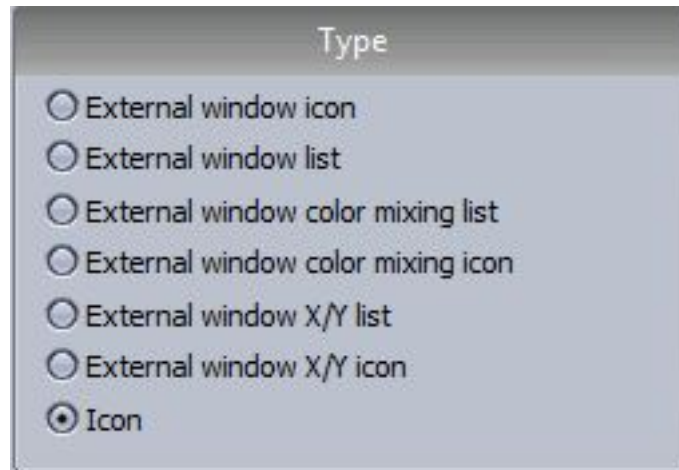 Type
External window icon
External window list
External window color mixing list
External window color mixing icon
External window X/Y list
External window X/Y icon
Icon